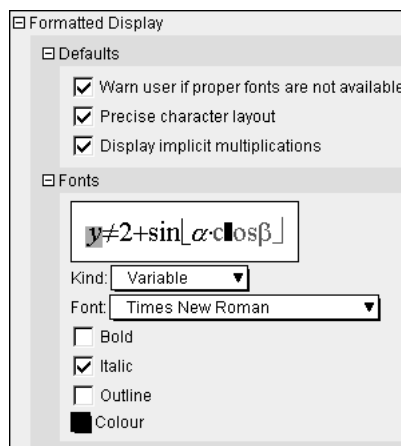 Formatted Display
Defaults
Warn user if proper fonts are not available
Precise character layout
Display implicit multiplications
Fonts
y≠2+sin⌊α·closβ⌋
Kind: Variable
Font: Times New Roman
Bold
Italic
Outline
Colour